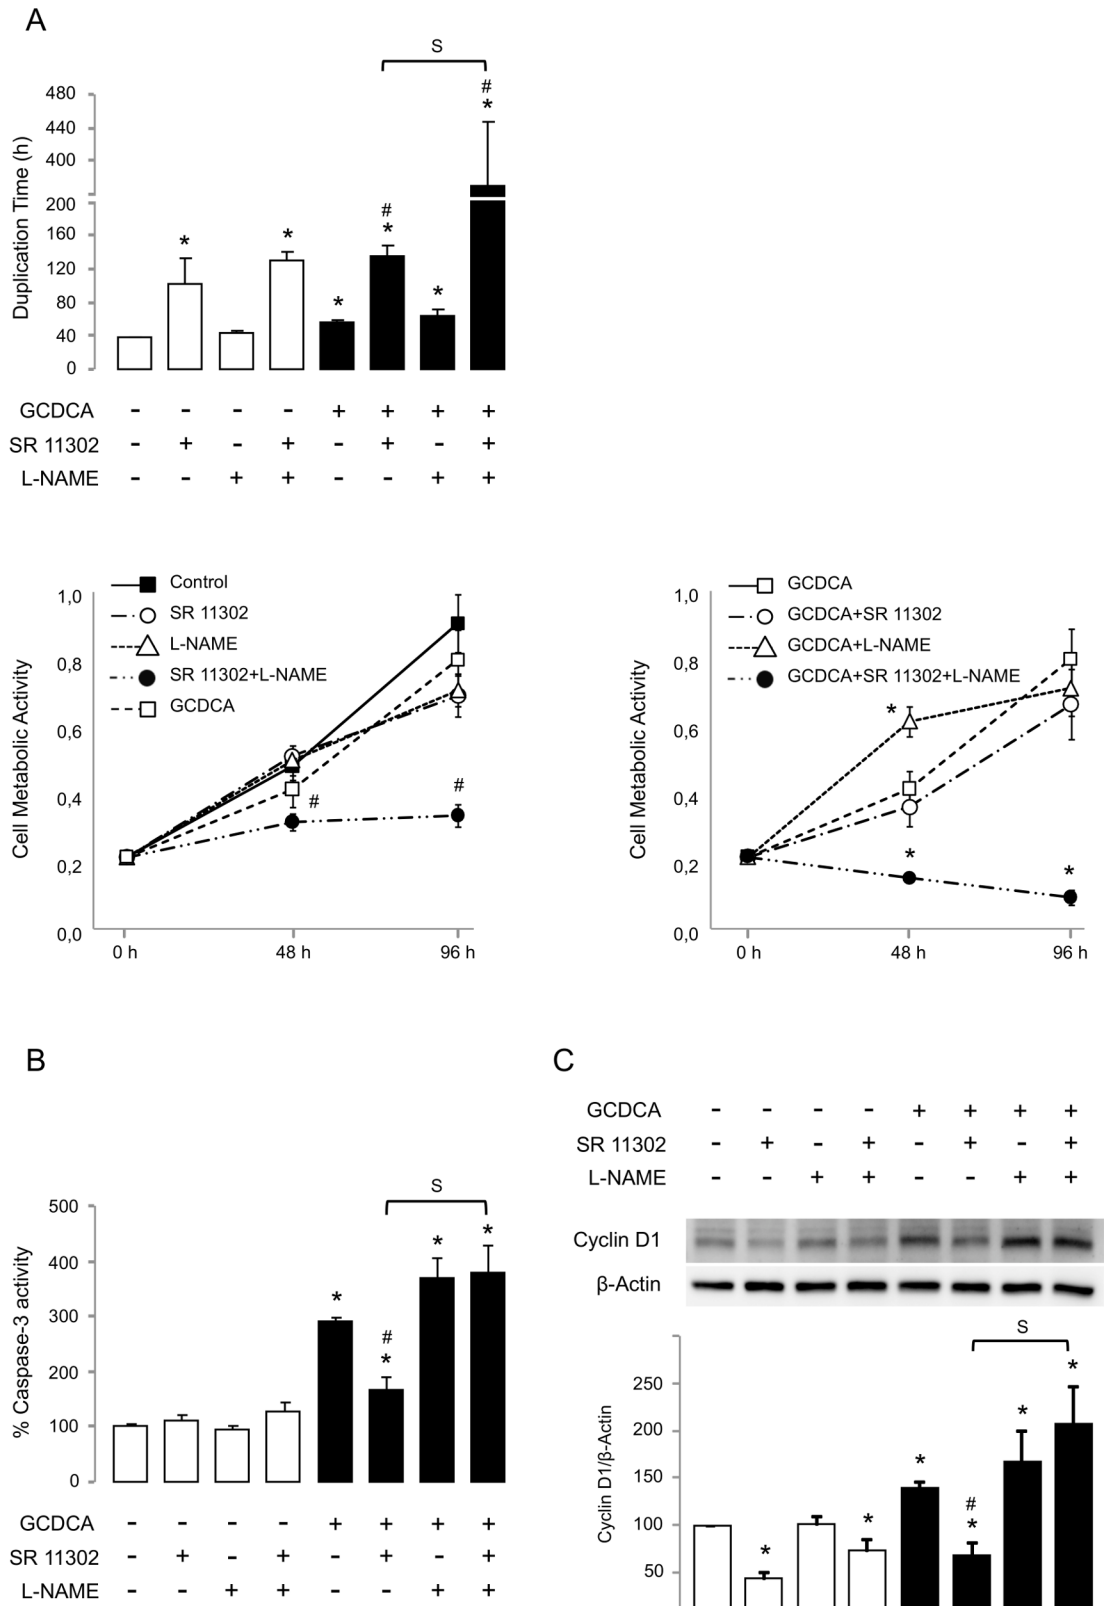 A
S
Duplication Time (h)
480
440
400
200
160
120
80
40
0
* * * # * * # *
GCDCA - - - - + + + +
SR 11302 - + - + - + - +
L-NAME - - + + - - + +
Cell Metabolic Activity
1,0
0,8
0,6
0,4
0,2
0,0
Control
SR 11302
L-NAME
SR 11302+L-NAME
GCDCA
# #
0 h 48 h 96 h
Cell Metabolic Activity
1,0
0,8
0,6
0,4
0,2
0,0
GCDCA
GCDCA+SR 11302
GCDCA+L-NAME
GCDCA+SR 11302+L-NAME
* * *
0 h 48 h 96 h
B
S
% Caspase-3 activity
500
400
300
200
100
0
* # * * *
GCDCA - - - - + + + +
SR 11302 - + - + - + - +
L-NAME - - + + - - + +
C
GCDCA - - - - + + + +
SR 11302 - + - + - + - +
L-NAME - - + + - - + +
Cyclin D1
β-Actin
S
Cyclin D1/β-Actin
250
200
150
100
50
* * * # * * *